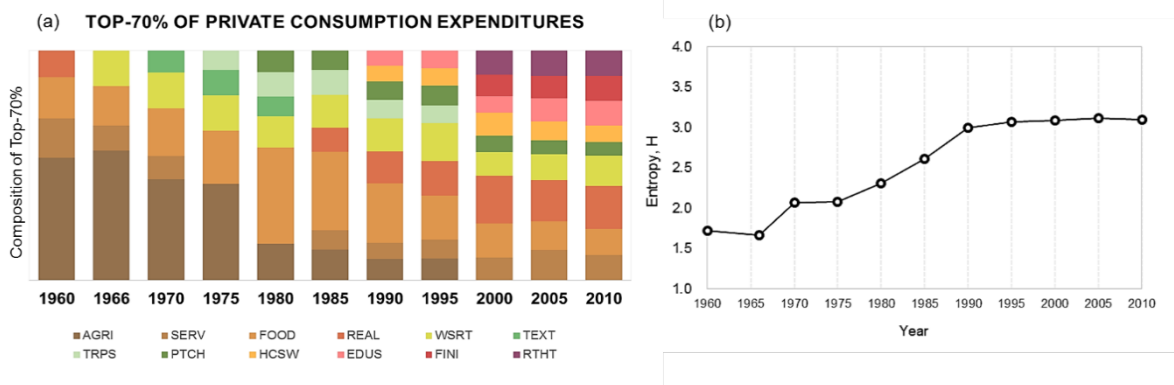 (a) TOP-70% OF PRIVATE CONSUMPTION EXPENDITURES
Composition of Top-70%
1960 1966 1970 1975 1980 1985 1990 1995 2000 2005 2010
AGRI SERV FOOD REAL WSRT TEXT
TRPS PTCH HCSW EDUS FINI RTHT
(b)
Entropy, H
4.0
3.5
3.0
2.5
2.0
1.5
1.0
1960 1965 1970 1975 1980 1985 1990 1995 2000 2005 2010
Year